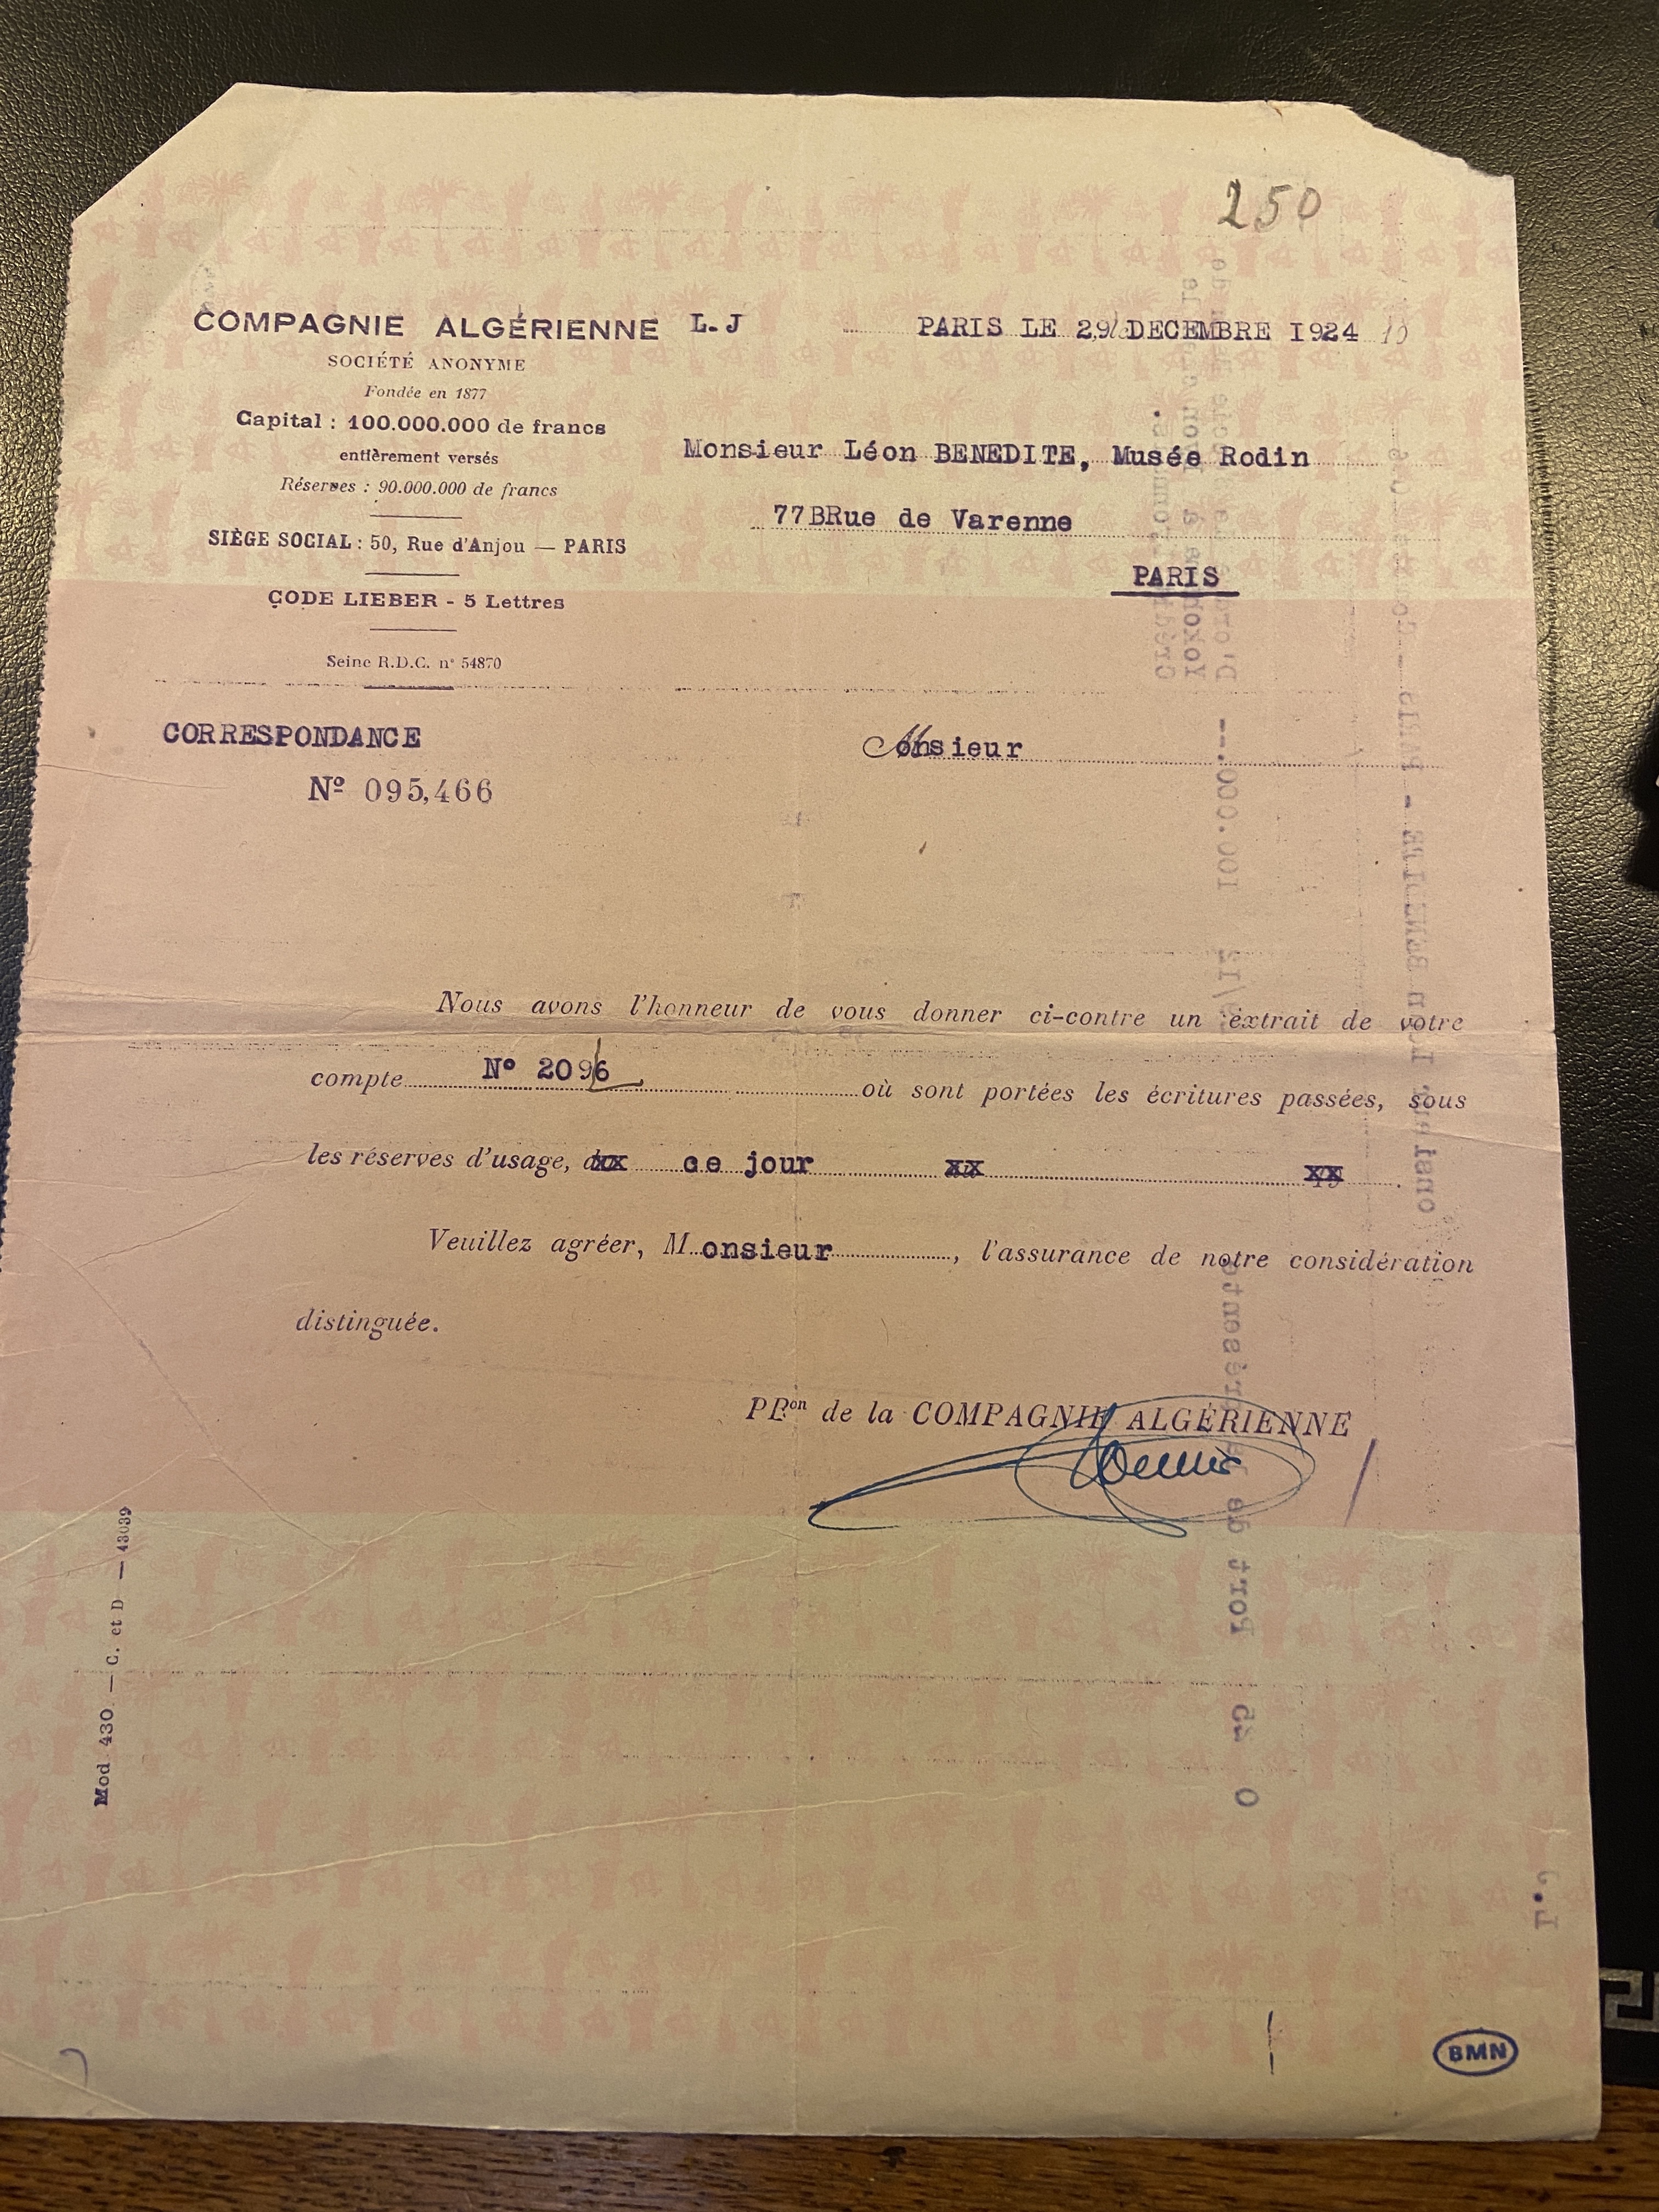 250
COMPAGNIE ALGÉRIENNE L.J
SOCIÉTÉ ANONYME
Fondée en 1877
Capital : 100.000.000 de francs
entièrement versés
Réserves : 90.000.000 de francs
SIÈGE SOCIAL : 50, Rue d'Anjou — PARIS
CODE LIEBER - 5 Lettres
Seine R.D.C. n° 54870
PARIS LE 29 DECEMBRE 1924 19
Monsieur Léon BENEDITE, Musée Rodin
77BRue de Varenne
PARIS
CORRESPONDANCE
Nº 095,466
Monsieur
Nous avons l'honneur de vous donner ci-contre un extrait de votre
compte N° 2096 où sont portées les écritures passées, sous
les réserves d'usage, xx ce jour xx xx .
Veuillez agréer, Monsieur , l'assurance de notre considération
distinguée.
PPon de la COMPAGNIE ALGÉRIENNE
Mod 430. — C. et D — 43039
BMN